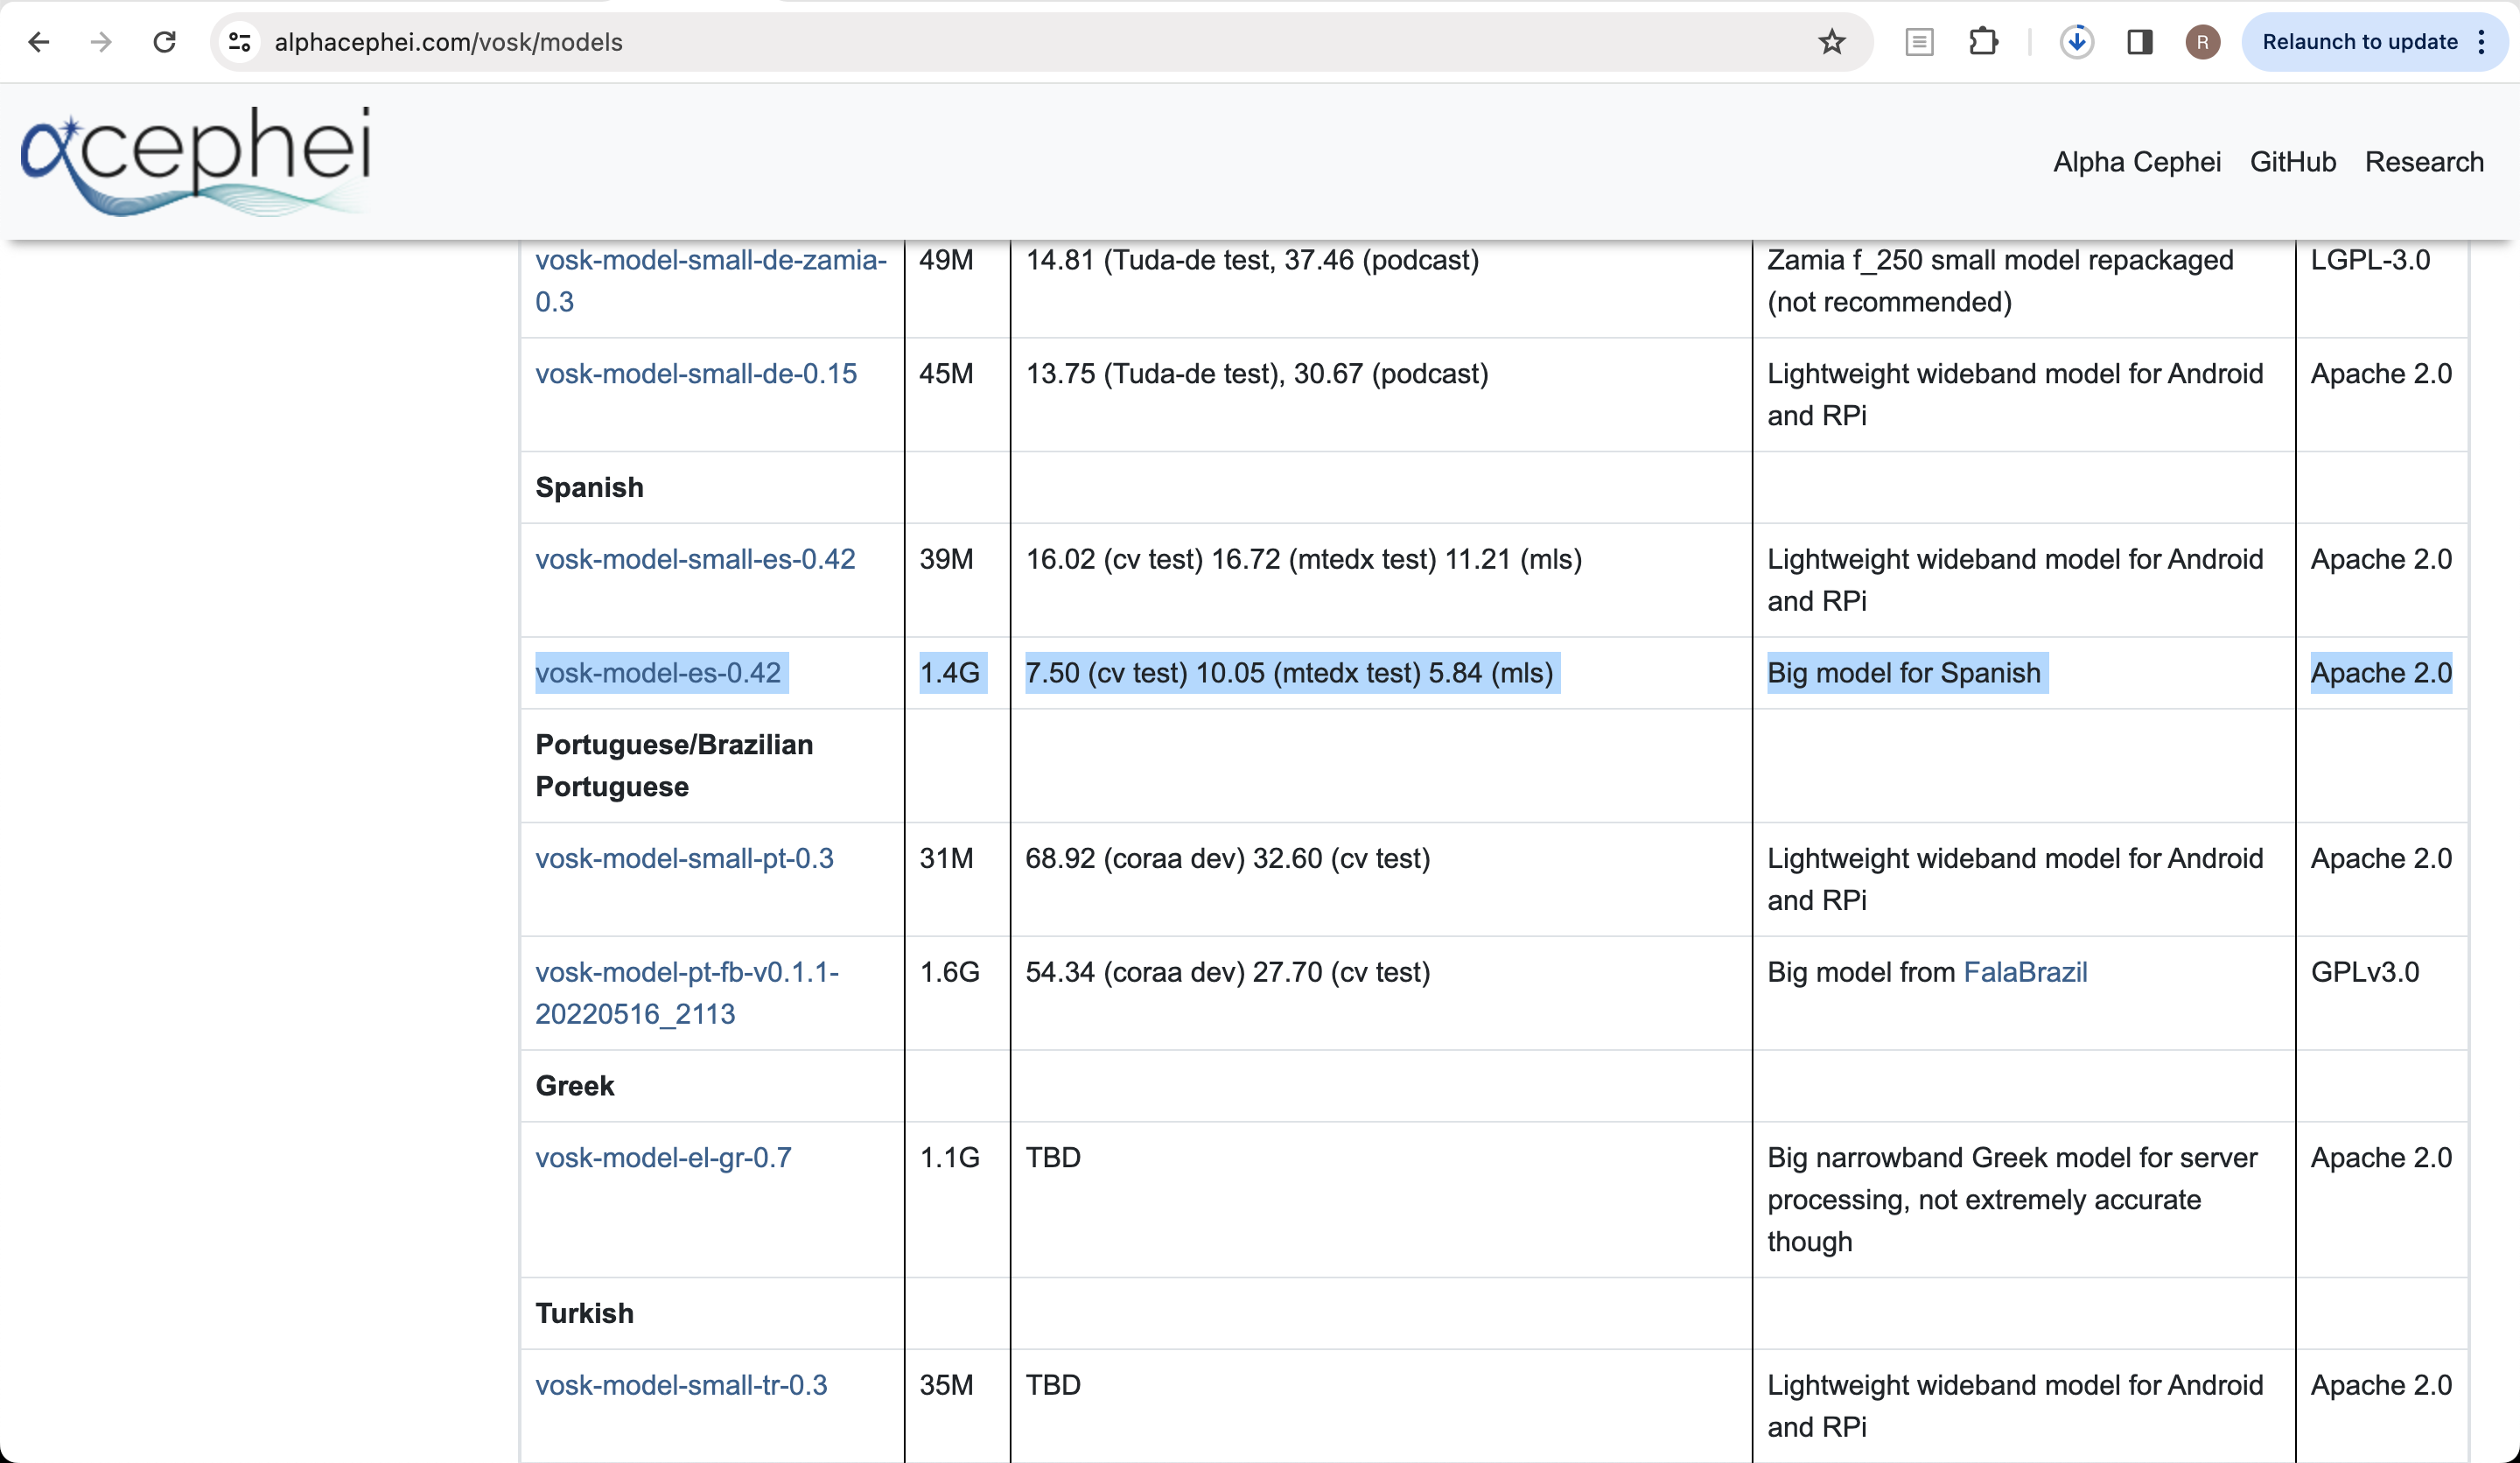 alphacephei.com/vosk/models
R
Relaunch to update
αcephei
Alpha Cephei GitHub Research
vosk-model-small-de-zamia-
0.3
49M
14.81 (Tuda-de test, 37.46 (podcast)
Zamia f_250 small model repackaged
(not recommended)
LGPL-3.0
vosk-model-small-de-0.15
45M
13.75 (Tuda-de test), 30.67 (podcast)
Lightweight wideband model for Android
and RPi
Apache 2.0
Spanish
vosk-model-small-es-0.42
39M
16.02 (cv test) 16.72 (mtedx test) 11.21 (mls)
Lightweight wideband model for Android
and RPi
Apache 2.0
vosk-model-es-0.42
1.4G
7.50 (cv test) 10.05 (mtedx test) 5.84 (mls)
Big model for Spanish
Apache 2.0
Portuguese/Brazilian
Portuguese
vosk-model-small-pt-0.3
31M
68.92 (coraa dev) 32.60 (cv test)
Lightweight wideband model for Android
and RPi
Apache 2.0
vosk-model-pt-fb-v0.1.1-
20220516_2113
1.6G
54.34 (coraa dev) 27.70 (cv test)
Big model from FalaBrazil
GPLv3.0
Greek
vosk-model-el-gr-0.7
1.1G
TBD
Big narrowband Greek model for server
processing, not extremely accurate
though
Apache 2.0
Turkish
vosk-model-small-tr-0.3
35M
TBD
Lightweight wideband model for Android
and RPi
Apache 2.0